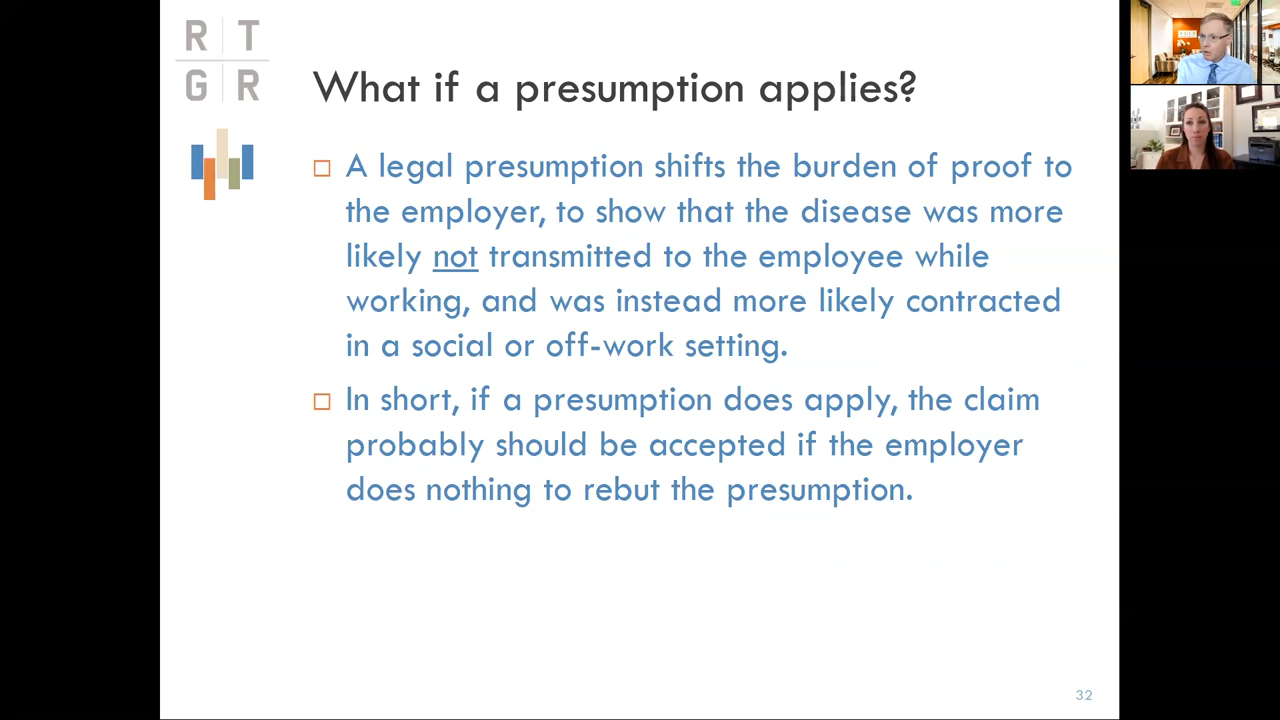 R T
G R
What if a presumption applies?
A legal presumption shifts the burden of proof to
the employer, to show that the disease was more
likely not transmitted to the employee while
working, and was instead more likely contracted
in a social or off-work setting.
In short, if a presumption does apply, the claim
probably should be accepted if the employer
does nothing to rebut the presumption.
32